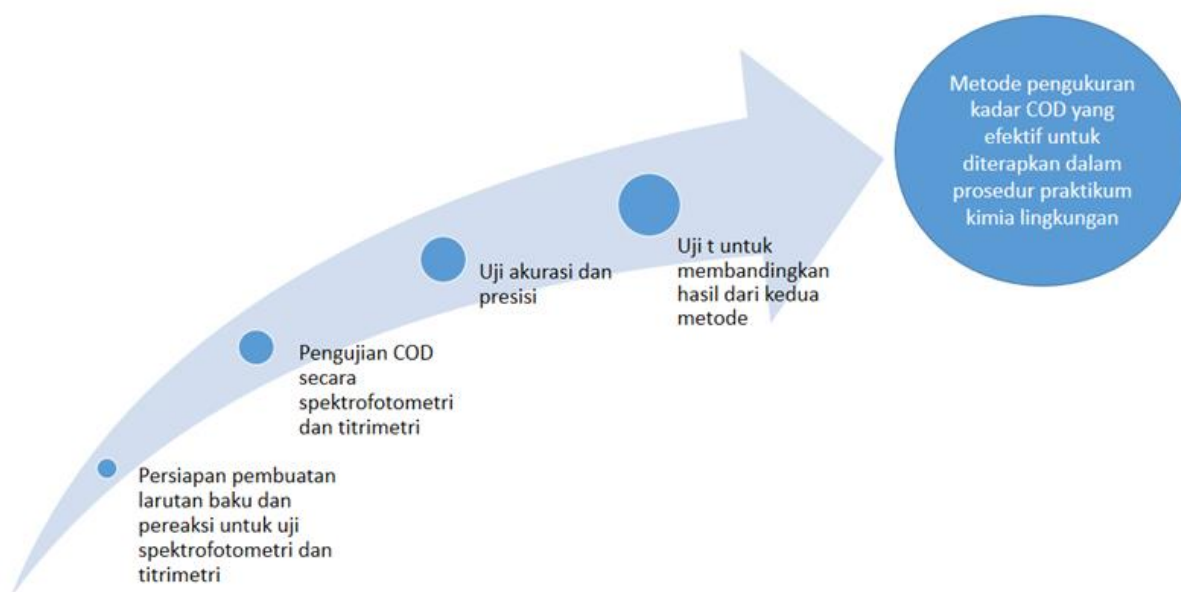 Persiapan pembuatan
larutan baku dan
pereaksi untuk uji
spektrofotometri dan
titrimetri
Pengujian COD
secara
spektrofotometri
dan titrimetri
Uji akurasi dan
presisi
Uji t untuk
membandingkan
hasil dari kedua
metode
Metode pengukuran
kadar COD yang
efektif untuk
diterapkan dalam
prosedur praktikum
kimia lingkungan